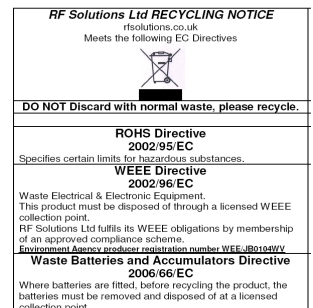 RF Solutions Ltd RECYCLING NOTICE
rfsolutions.co.uk
Meets the following EC Directives
DO NOT Discard with normal waste, please recycle.
ROHS Directive
2002/95/EC
Specifies certain limits for hazardous substances.
WEEE Directive
2002/96/EC
Waste Electrical & Electronic Equipment.
This product must be disposed of through a licensed WEEE
collection point.
RF Solutions Ltd fulfils its WEEE obligations by membership
of an approved compliance scheme.
Environment Agency producer registration number WEE/JB0104WV
Waste Batteries and Accumulators Directive
2006/66/EC
Where batteries are fitted, before recycling the product, the
batteries must be removed and disposed of at a licensed
collection point.